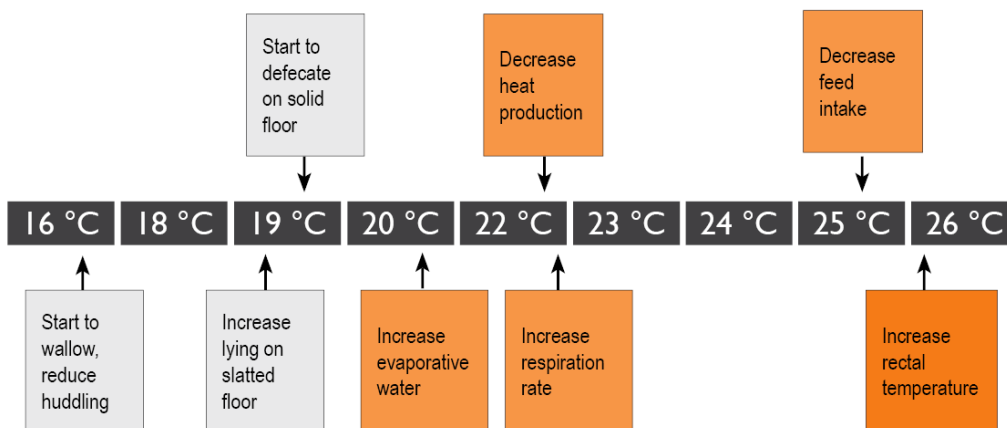 Start to
defecate
on solid
floor
Decrease
heat
production
Decrease
feed
intake
16 °C 18 °C 19 °C 20 °C 22 °C 23 °C 24 °C 25 °C 26 °C
Start to
wallow,
reduce
huddling
Increase
lying on
slatted
floor
Increase
evaporative
water
Increase
respiration
rate
Increase
rectal
temperature